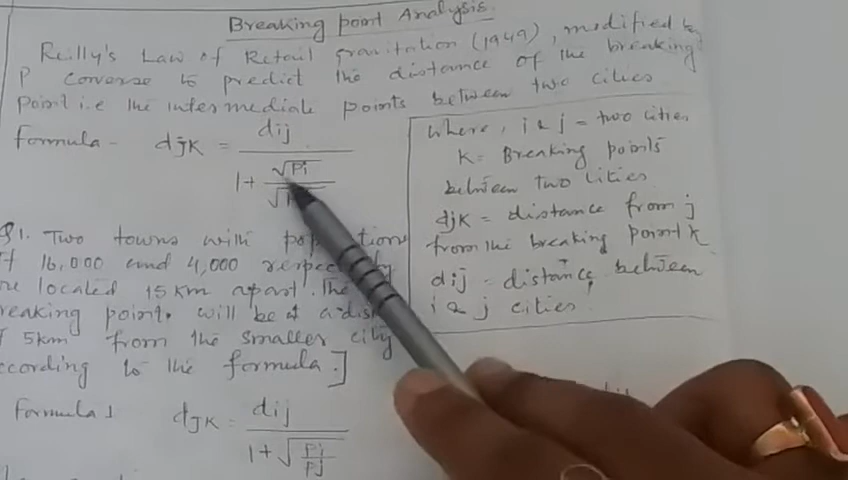 Breaking point Analysis.
Reilly's Law of Retail gravitation (1949), modified by
P Converse to predict the distance of the breaking
point i.e the intermediate points between two cities
formula - djk = dij / 1+ √Pi / √
Q1. Two towns with populations
of 16,000 and 4,000 respectively
are located 15 km apart. The
breaking point. will be at a dist
of 5km from the smaller city
according to the formula.]
formula 1 dJK = dij / 1+ √Pi/Pj
Where, i & j = two cities
K = Breaking points
between two cities
djk = distance from j
from the breaking point K
dij - distance between
i & j cities